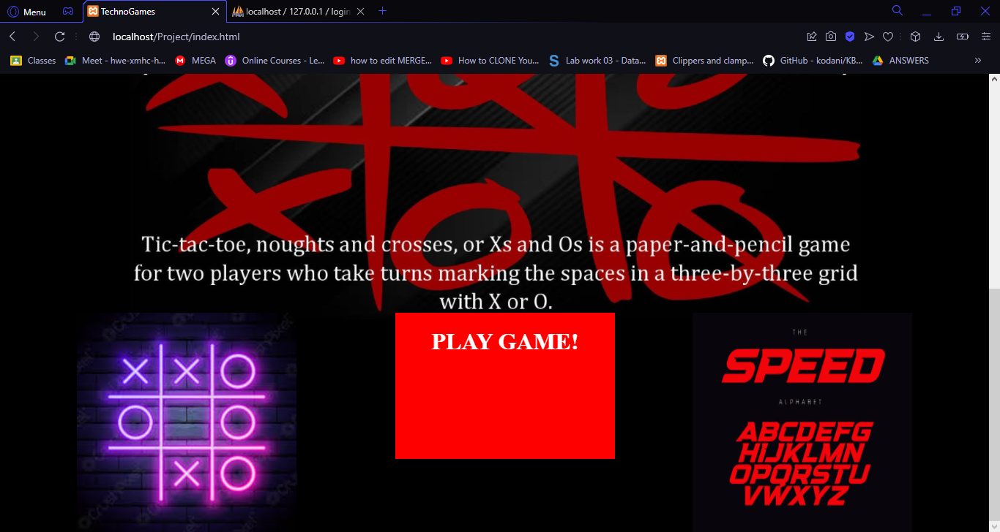 Menu
TechnoGames
localhost / 127.0.0.1 / login
localhost/Project/index.html
Classes
Meet - hwe-xmhc-h...
MEGA
Online Courses - Le...
how to edit MERGE...
How to CLONE You...
Lab work 03 - Data...
Clippers and clamp...
GitHub - kodani/KB...
ANSWERS
Tic-tac-toe, noughts and crosses, or Xs and Os is a paper-and-pencil game
for two players who take turns marking the spaces in a three-by-three grid
with X or O.
X X O
O O
X O
PLAY GAME!
THE
SPEED
ALPHABET
ABCDEFG
HIJKLMN
OPQRSTU
VWXYZ